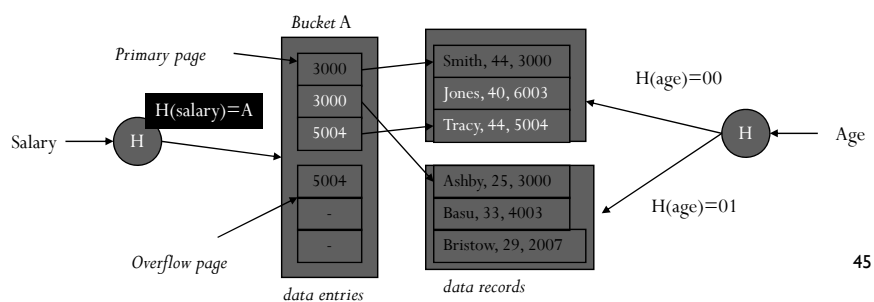 Bucket A
Primary page
3000
3000
5004
Smith, 44, 3000
Jones, 40, 6003
Tracy, 44, 5004
H(age)=00
H(salary)=A
Salary
H
H
Age
5004
-
-
Ashby, 25, 3000
Basu, 33, 4003
Bristow, 29, 2007
H(age)=01
Overflow page
data entries
data records
45